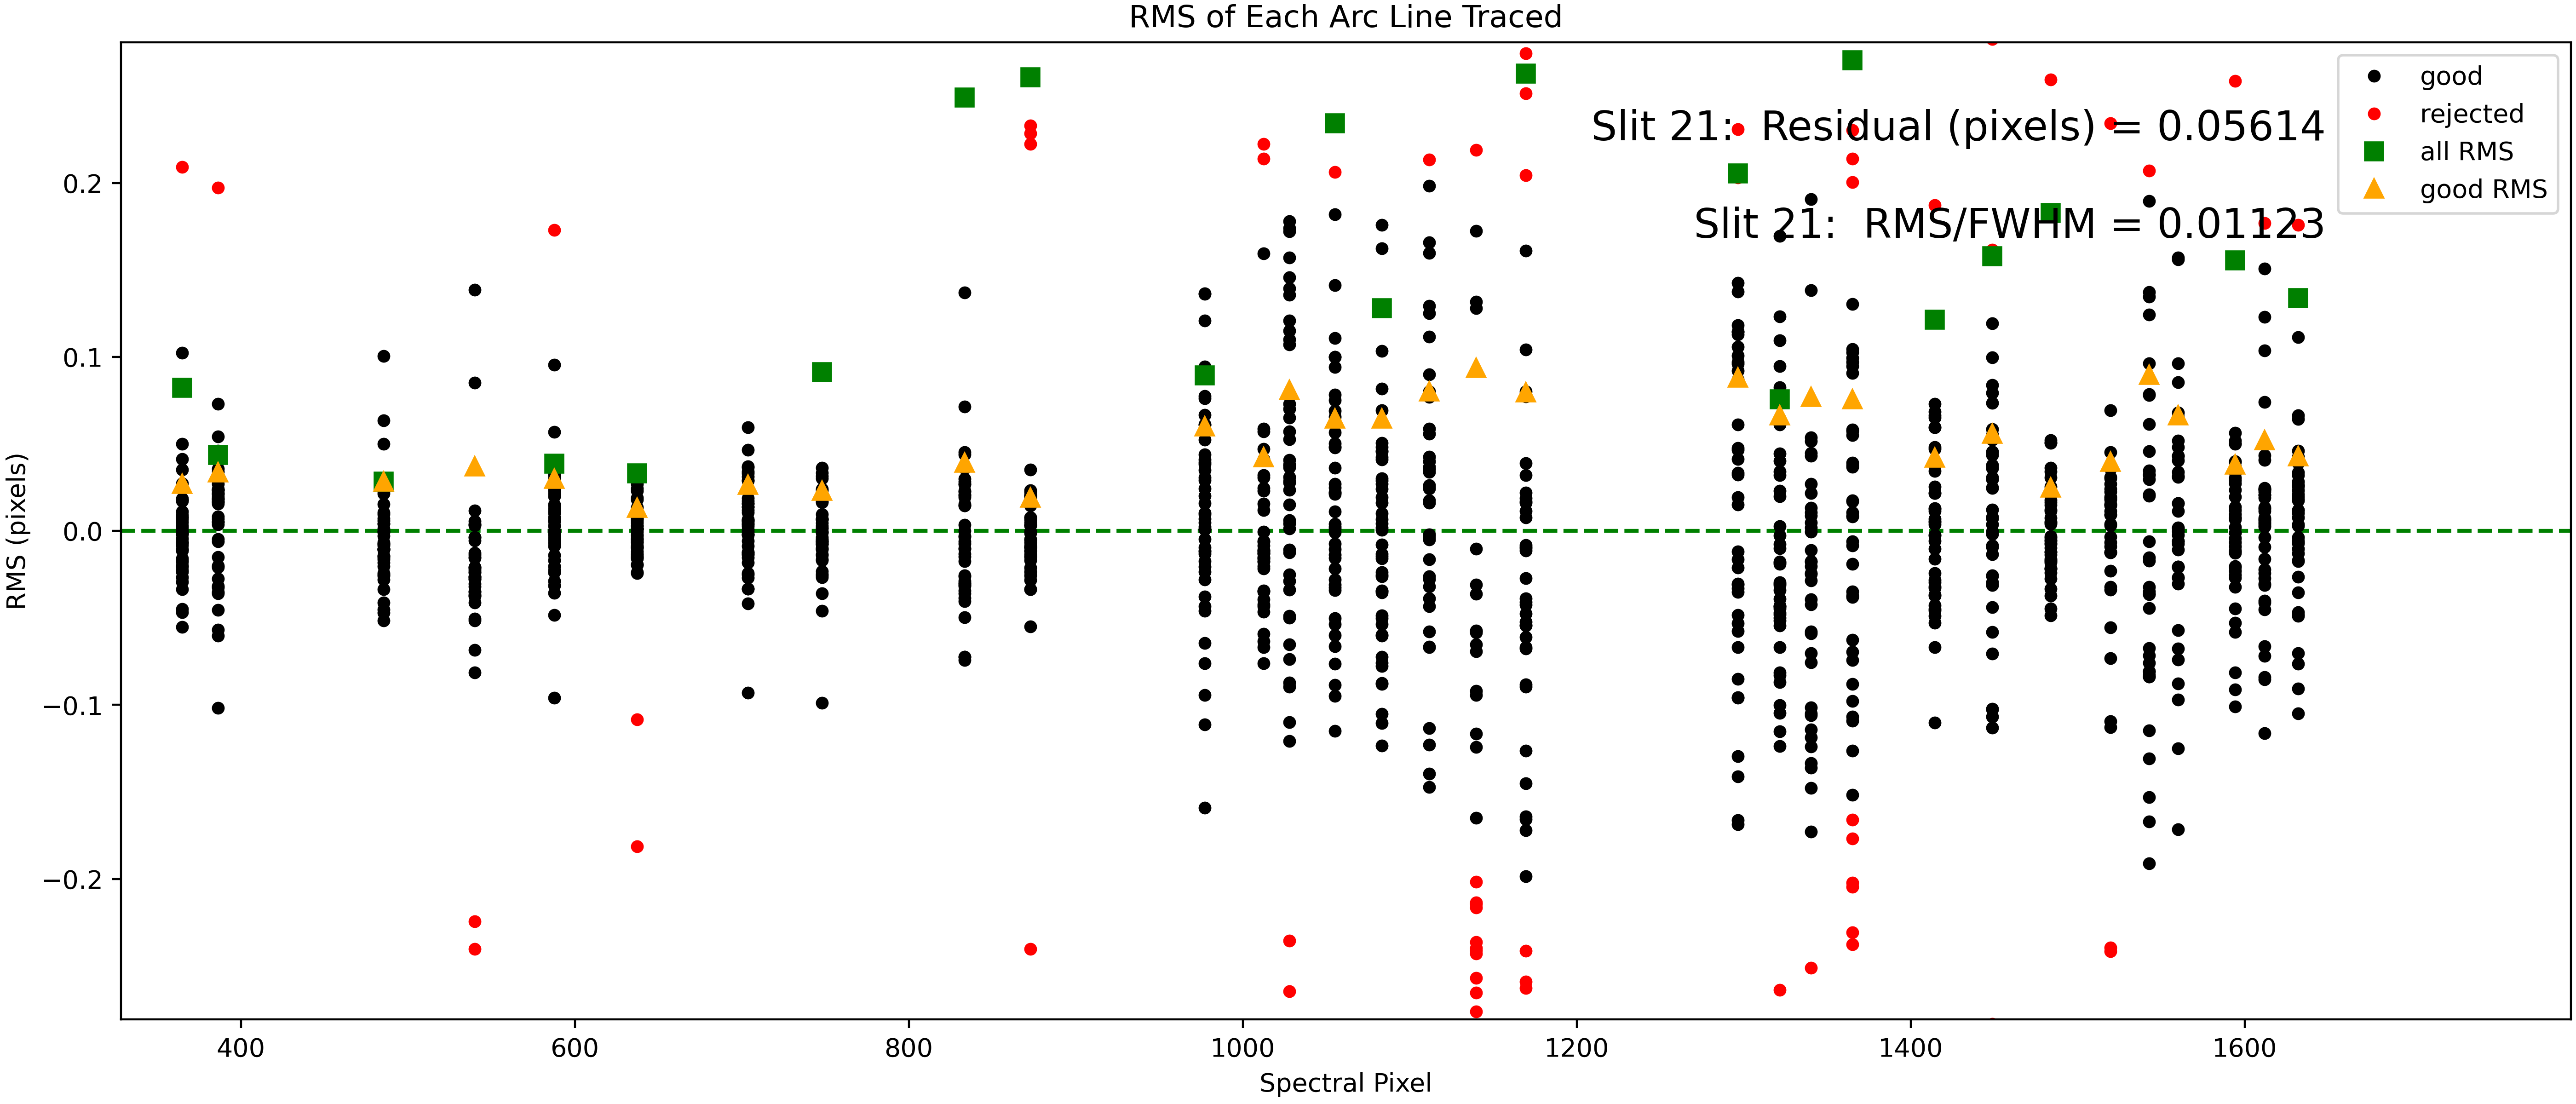 RMS of Each Arc Line Traced
good
rejected
all RMS
good RMS
Slit 21:  Residual (pixels) = 0.05614
Slit 21:  RMS/FWHM = 0.01123
RMS (pixels)
0.2
0.1
0.0
−0.1
−0.2
400 600 800 1000 1200 1400 1600
Spectral Pixel